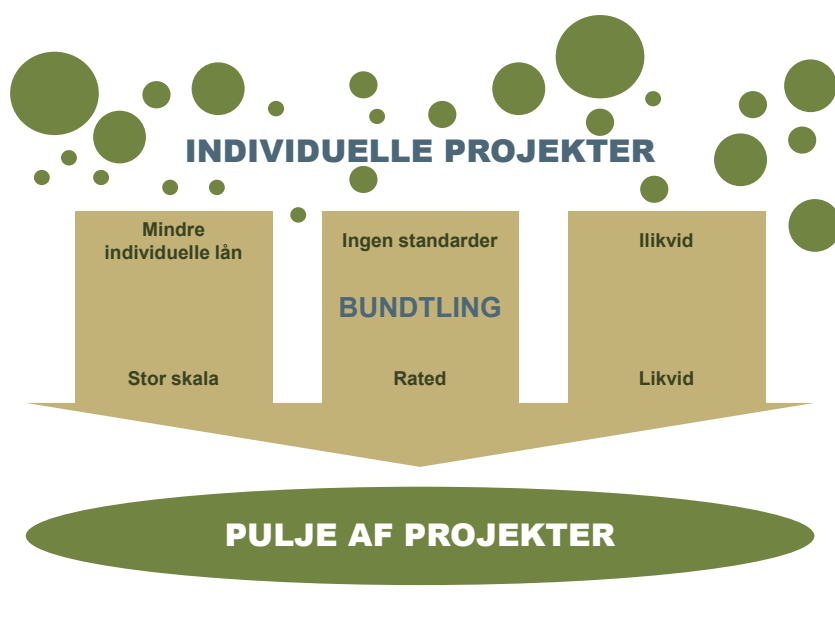 INDIVIDUELLE PROJEKTER
Mindre
individuelle lån
Ingen standarder
Ilikvid
BUNDTLING
Stor skala
Rated
Likvid
PULJE AF PROJEKTER